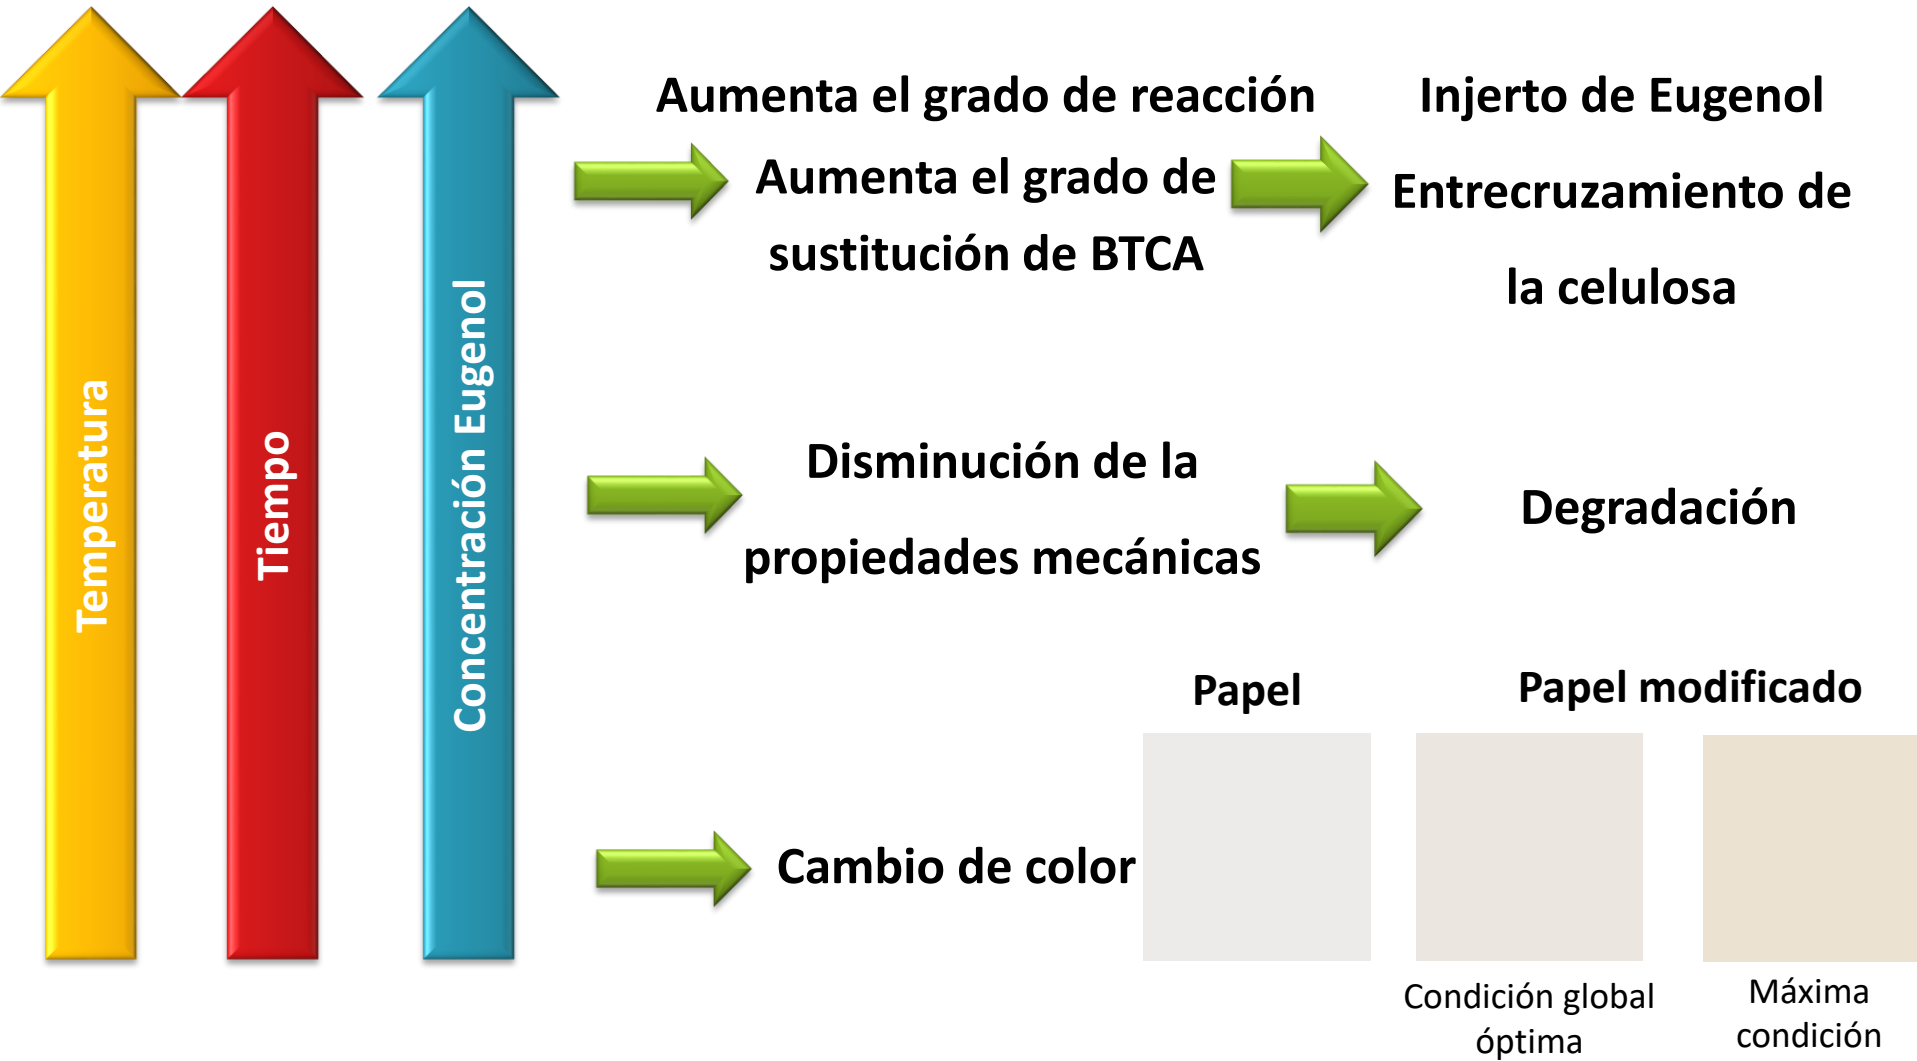 Temperatura
Tiempo
Concentración Eugenol
Aumenta el grado de reacción
Aumenta el grado de
sustitución de BTCA
Injerto de Eugenol
Entrecruzamiento de
la celulosa
Disminución de la
propiedades mecánicas
Degradación
Cambio de color
Papel
Papel modificado
Condición global
óptima
Máxima
condición